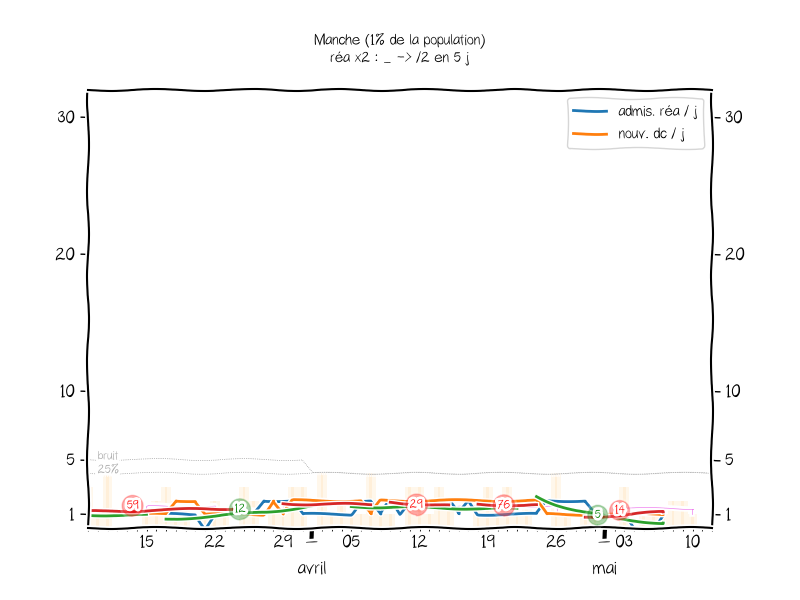 Manche (1% de la population)
réa x2 : _ -> /2 en 5 j
admis. réa / j
nouv. dc / j
30
30
20
20
10
10
5
5
1
1
bruit
25%
59
12
29
76
5
14
15 22 29 05 12 19 26 03 10
avril mai